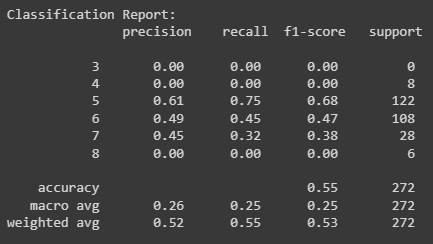 Classification Report:
precision recall f1-score support
3 0.00 0.00 0.00 0
4 0.00 0.00 0.00 8
5 0.61 0.75 0.68 122
6 0.49 0.45 0.47 108
7 0.45 0.32 0.38 28
8 0.00 0.00 0.00 6
accuracy 0.55 272
macro avg 0.26 0.25 0.25 272
weighted avg 0.52 0.55 0.53 272